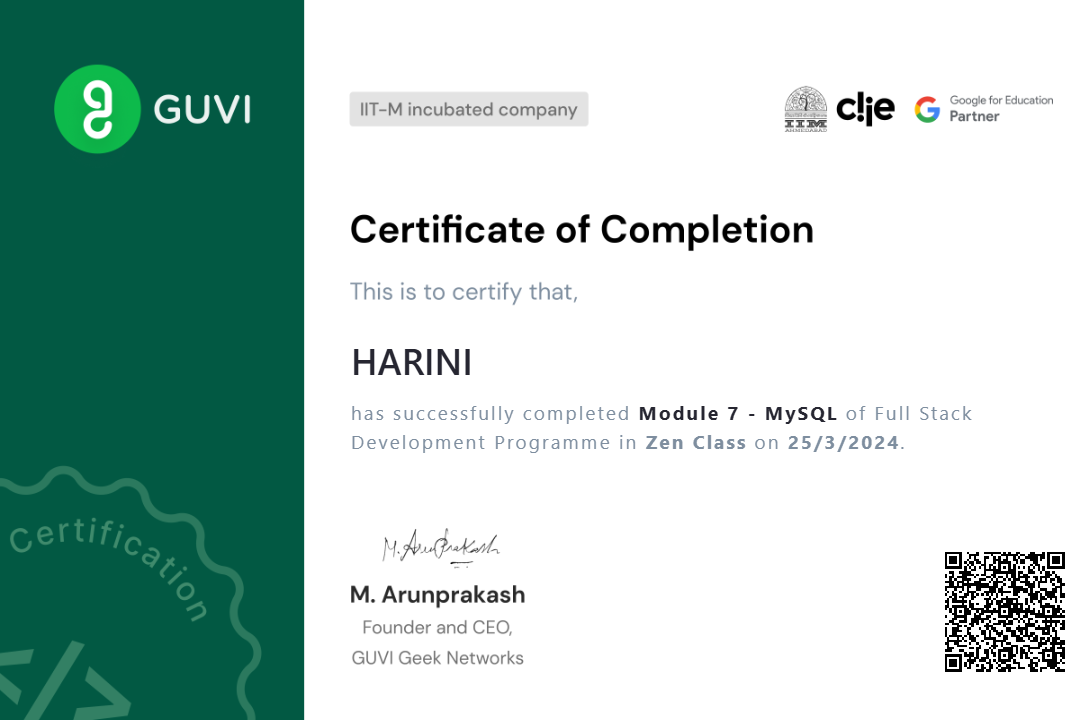 GUVI
IIT-M incubated company
IIM
AHMEDABAD
c!je
Google for Education
Partner
Certificate of Completion
This is to certify that,
HARINI
has successfully completed Module 7 - MySQL of Full Stack
Development Programme in Zen Class on 25/3/2024.
Certification
</>
M. Arunprakash
M. Arunprakash
Founder and CEO,
GUVI Geek Networks